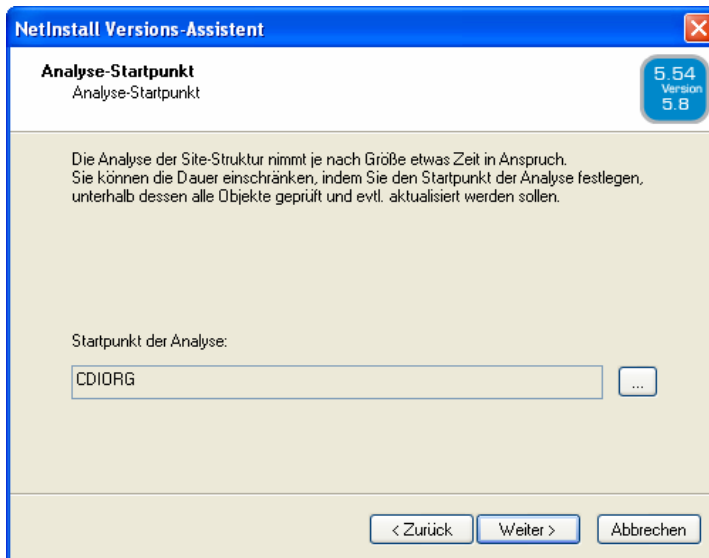 NetInstall Versions-Assistent
Analyse-Startpunkt
Analyse-Startpunkt
5.54
Version
5.8
Die Analyse der Site-Struktur nimmt je nach Größe etwas Zeit in Anspruch.
Sie können die Dauer einschränken, indem Sie den Startpunkt der Analyse festlegen,
unterhalb dessen alle Objekte geprüft und evtl. aktualisiert werden sollen.
Startpunkt der Analyse:
CDIORG
...
< Zurück
Weiter >
Abbrechen